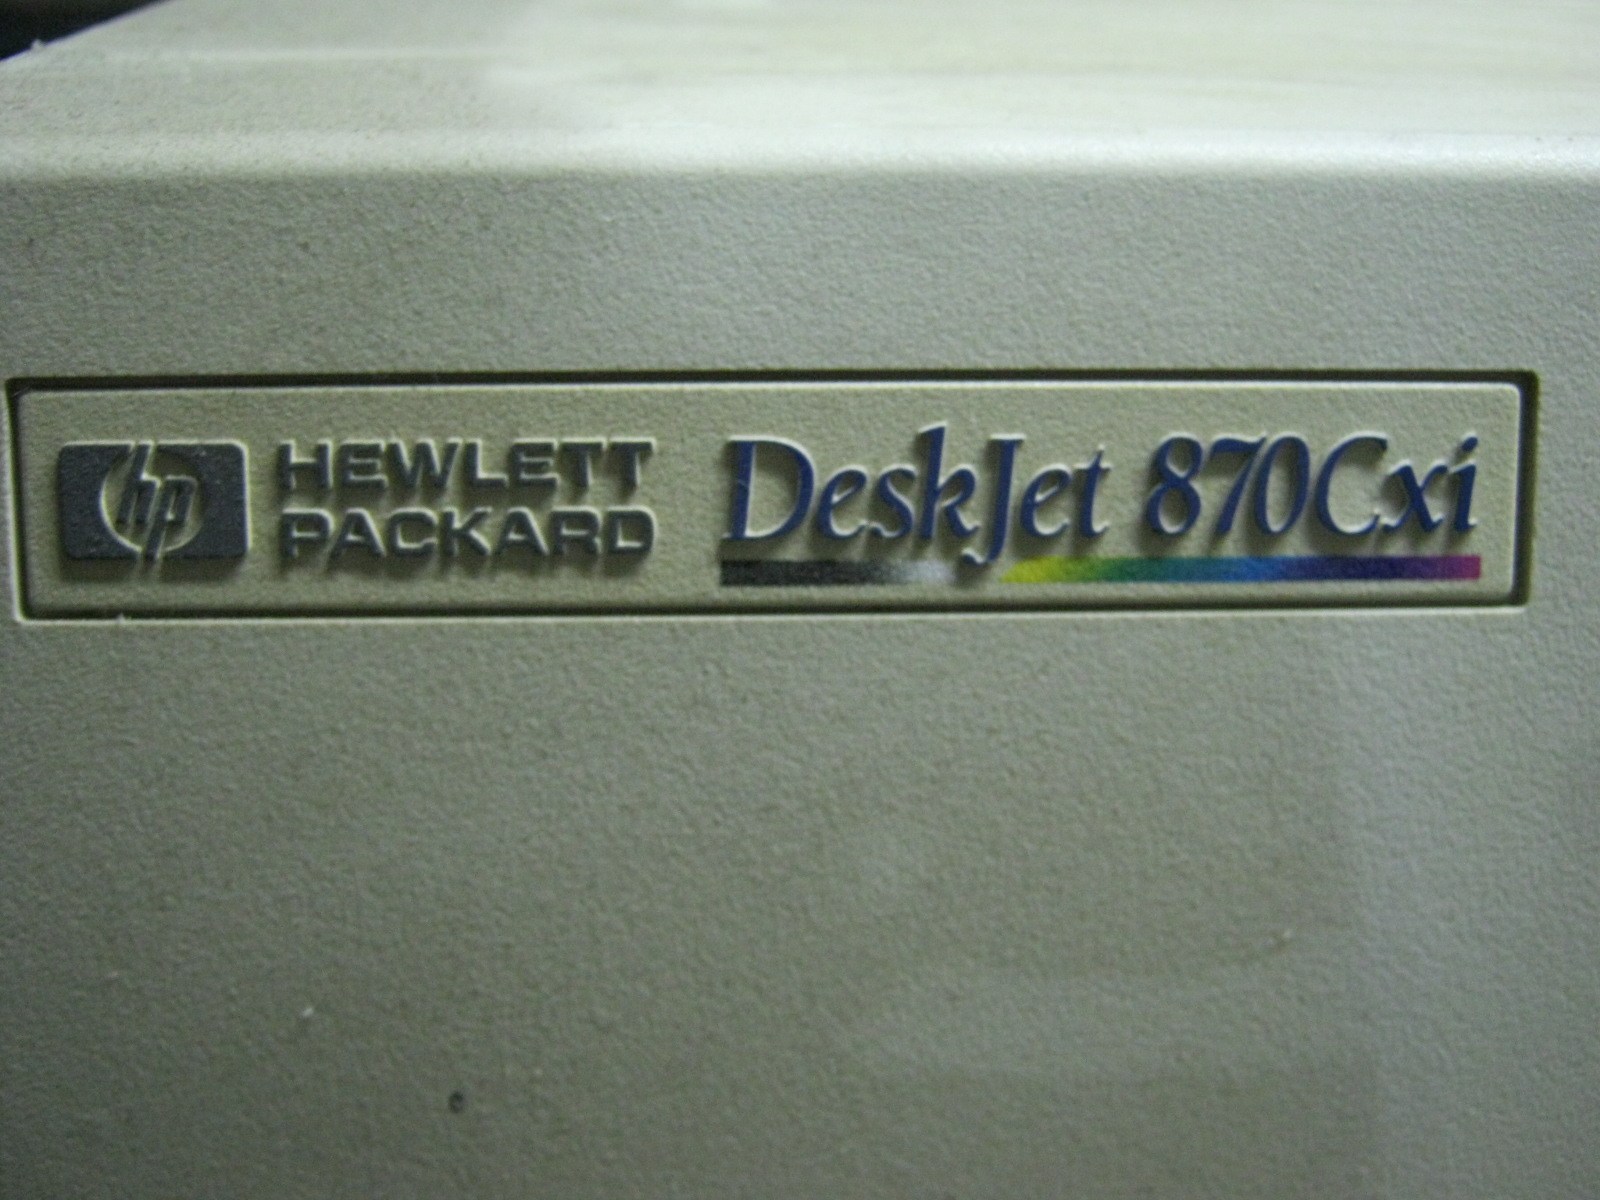 hp HEWLETT
PACKARD
DeskJet 870Cxi